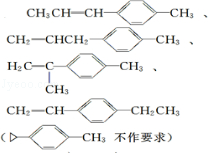 CH₃CH=CH—CH₃、
CH₂=CHCH₂—CH₃、
H₂C=C—CH₃、
CH₃
CH₂=CH—CH₂CH₃
(▷—CH₃ 不作要求)